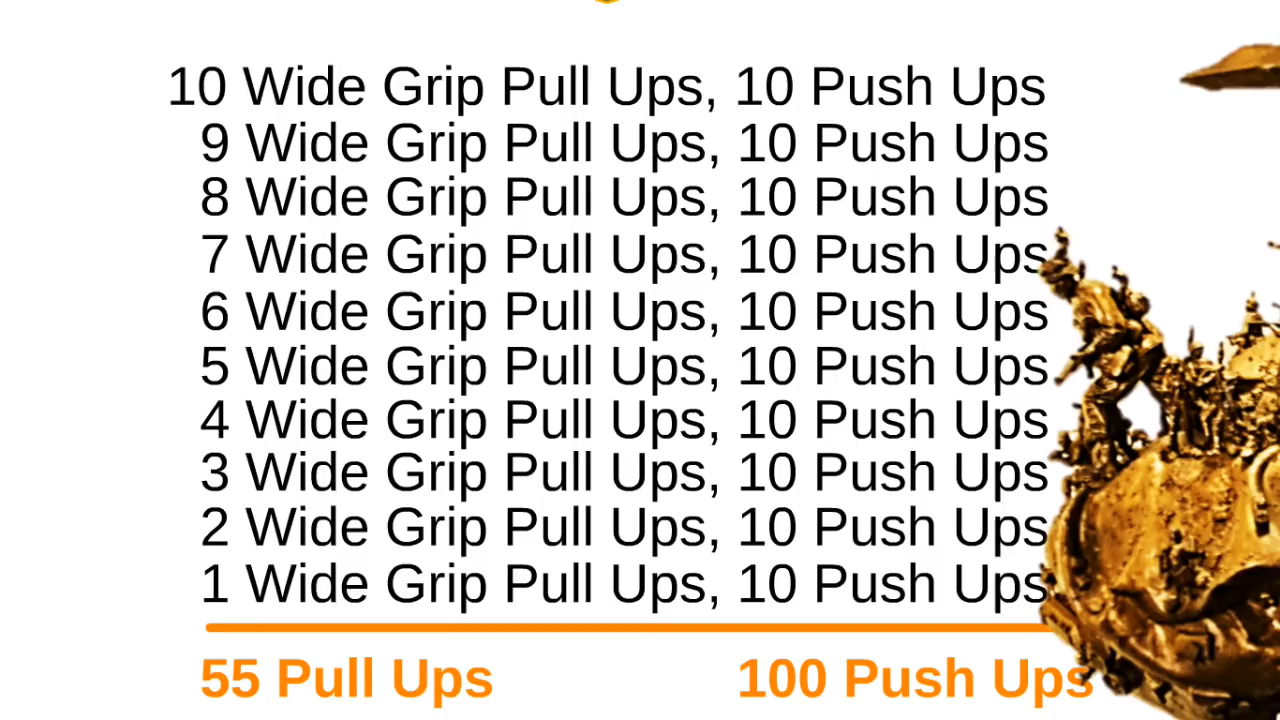 10 Wide Grip Pull Ups, 10 Push Ups
9 Wide Grip Pull Ups, 10 Push Ups
8 Wide Grip Pull Ups, 10 Push Ups
7 Wide Grip Pull Ups, 10 Push Ups
6 Wide Grip Pull Ups, 10 Push Ups
5 Wide Grip Pull Ups, 10 Push Ups
4 Wide Grip Pull Ups, 10 Push Ups
3 Wide Grip Pull Ups, 10 Push Ups
2 Wide Grip Pull Ups, 10 Push Ups
1 Wide Grip Pull Ups, 10 Push Ups
55 Pull Ups 100 Push Ups